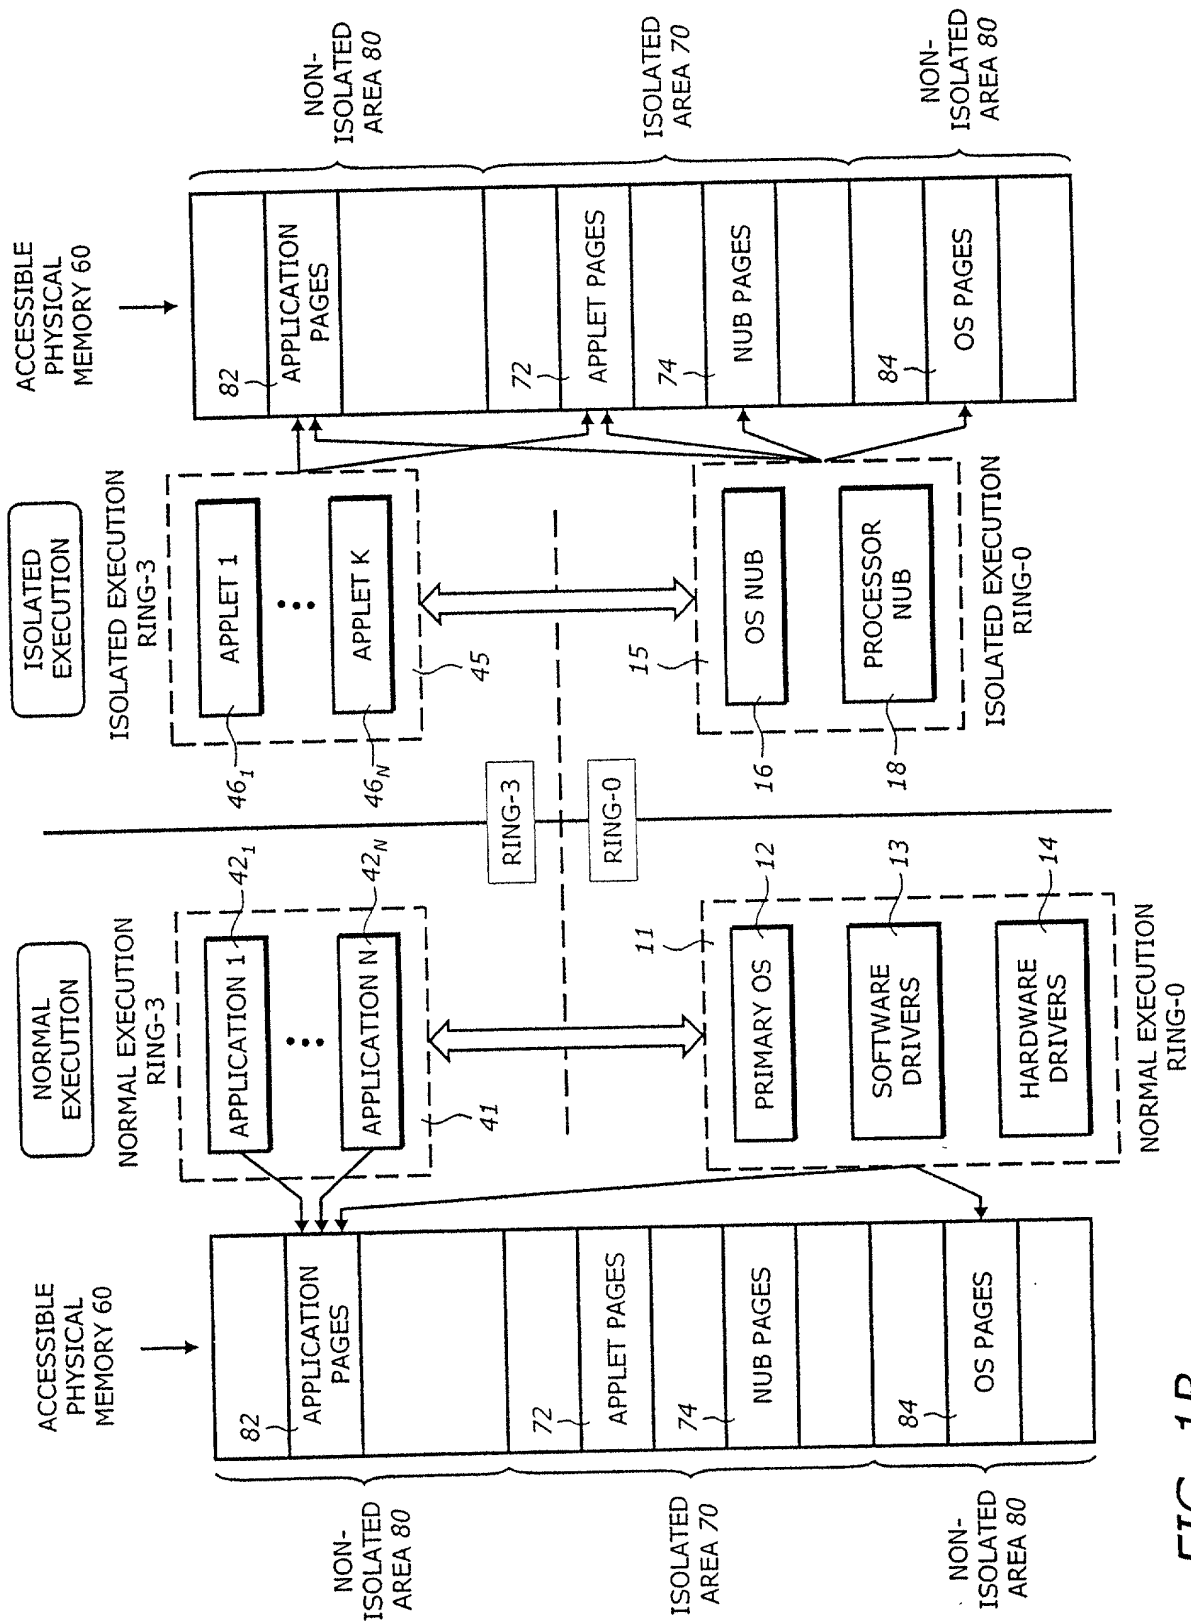 ACCESSIBLE
PHYSICAL
MEMORY 60
NORMAL
EXECUTION
ISOLATED
EXECUTION
ACCESSIBLE
PHYSICAL
MEMORY 60
NORMAL EXECUTION
RING-3
ISOLATED EXECUTION
RING-3
NON-
ISOLATED
AREA 80
82
APPLICATION
PAGES
APPLICATION 1
42₁
APPLICATION N
42N
41
46₁
APPLET 1
46N
APPLET K
45
82
APPLICATION
PAGES
NON-
ISOLATED
AREA 80
RING-3
RING-0
ISOLATED
AREA 70
72
APPLET PAGES
74
NUB PAGES
72
APPLET PAGES
74
NUB PAGES
ISOLATED
AREA 70
11
PRIMARY OS
12
SOFTWARE
DRIVERS
13
HARDWARE
DRIVERS
14
15
OS NUB
16
PROCESSOR
NUB
18
NON-
ISOLATED
AREA 80
84
OS PAGES
84
OS PAGES
NON-
ISOLATED
AREA 80
NORMAL EXECUTION
RING-0
ISOLATED EXECUTION
RING-0